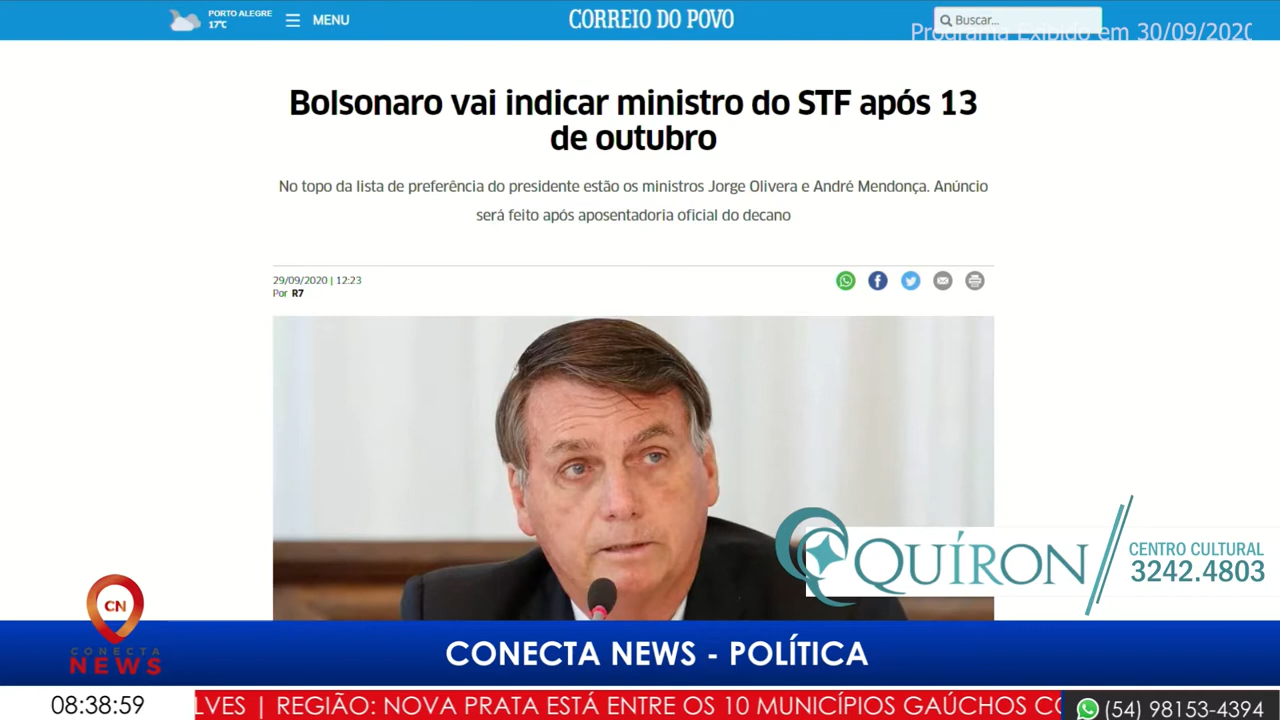 PORTO ALEGRE
17°C
MENU
CORREIO DO POVO
Buscar...
Programa Exibido em 30/09/2020
Bolsonaro vai indicar ministro do STF após 13
de outubro
No topo da lista de preferência do presidente estão os ministros Jorge Olivera e André Mendonça. Anúncio
será feito após aposentadoria oficial do decano
29/09/2020 | 12:23
Por R7
QUÍRON
CENTRO CULTURAL
3242.4803
CN
CONECTA
NEWS
CONECTA NEWS - POLÍTICA
08:38:59
LVES | REGIÃO: NOVA PRATA ESTÁ ENTRE OS 10 MUNICÍPIOS GAÚCHOS CO
(54) 98153-4394